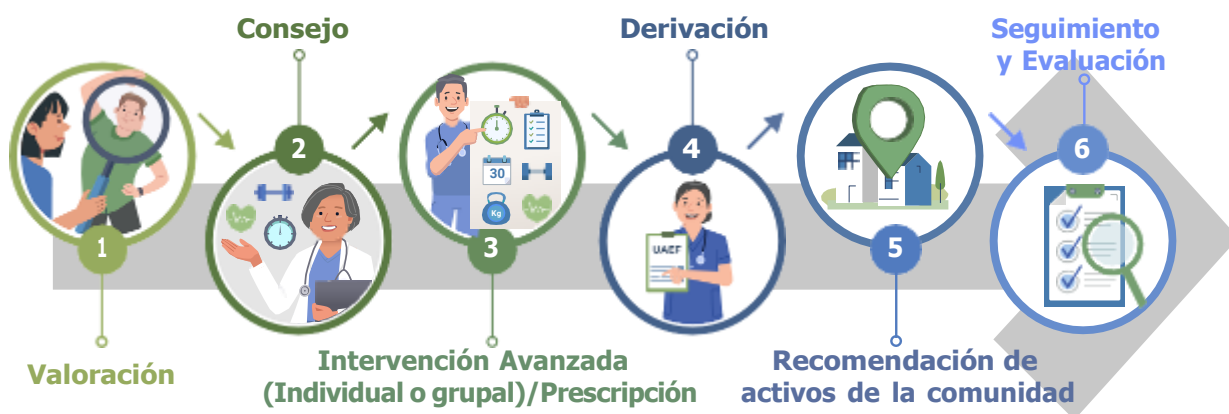 Consejo
Derivación
Seguimiento
y Evaluación
1
2
3
4
5
6
30
Kg
UAEF
Valoración
Intervención Avanzada
(Individual o grupal)/Prescripción
Recomendación de
activos de la comunidad